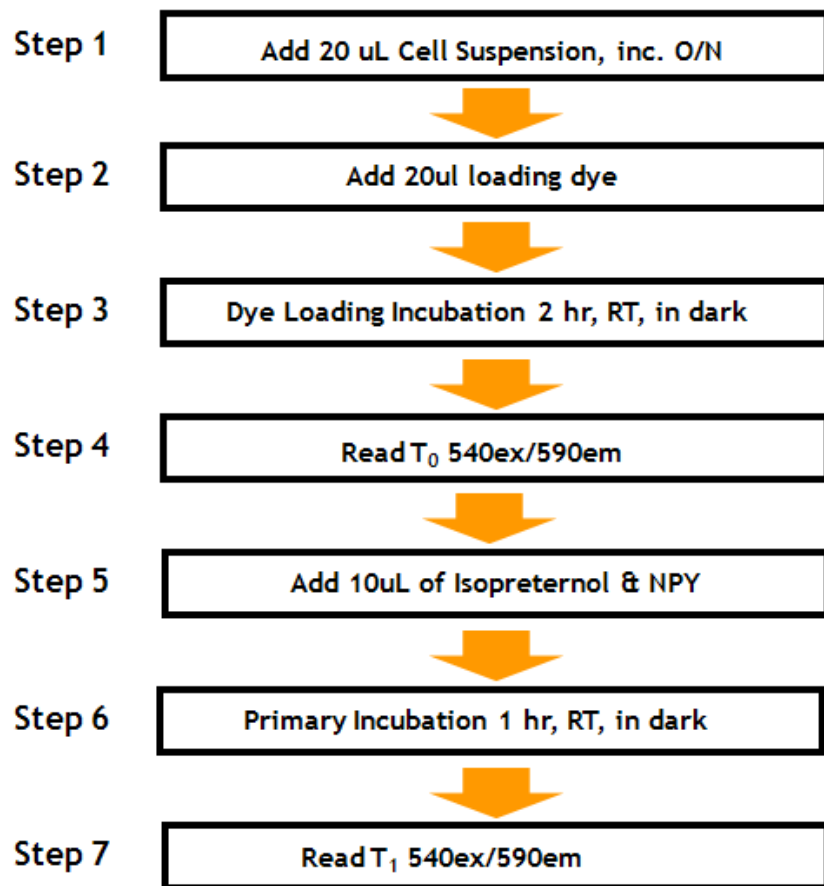 Step 1 Add 20 uL Cell Suspension, inc. O/N
Step 2 Add 20ul loading dye
Step 3 Dye Loading Incubation 2 hr, RT, in dark
Step 4 Read T₀ 540ex/590em
Step 5 Add 10uL of Isopreternol & NPY
Step 6 Primary Incubation 1 hr, RT, in dark
Step 7 Read T₁ 540ex/590em